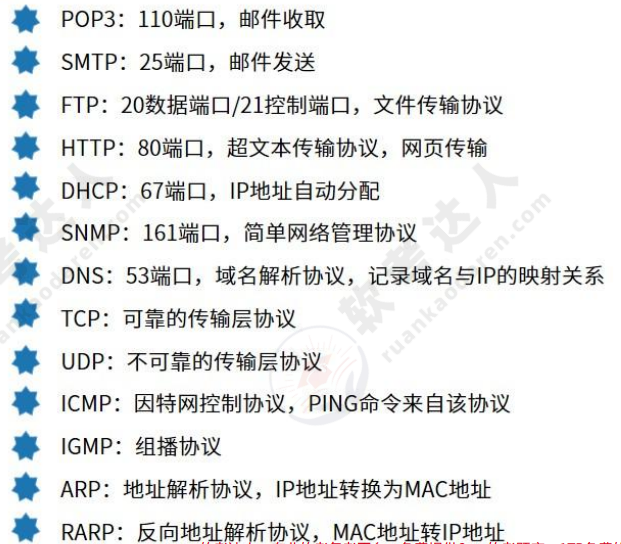 POP3：110端口，邮件收取
SMTP：25端口，邮件发送
FTP：20数据端口/21控制端口，文件传输协议
HTTP：80端口，超文本传输协议，网页传输
DHCP：67端口，IP地址自动分配
SNMP：161端口，简单网络管理协议
DNS：53端口，域名解析协议，记录域名与IP的映射关系
TCP：可靠的传输层协议
UDP：不可靠的传输层协议
ICMP：因特网控制协议，PING命令来自该协议
IGMP：组播协议
ARP：地址解析协议，IP地址转换为MAC地址
RARP：反向地址解析协议，MAC地址转IP地址
软考达人
ruankaodaren.com